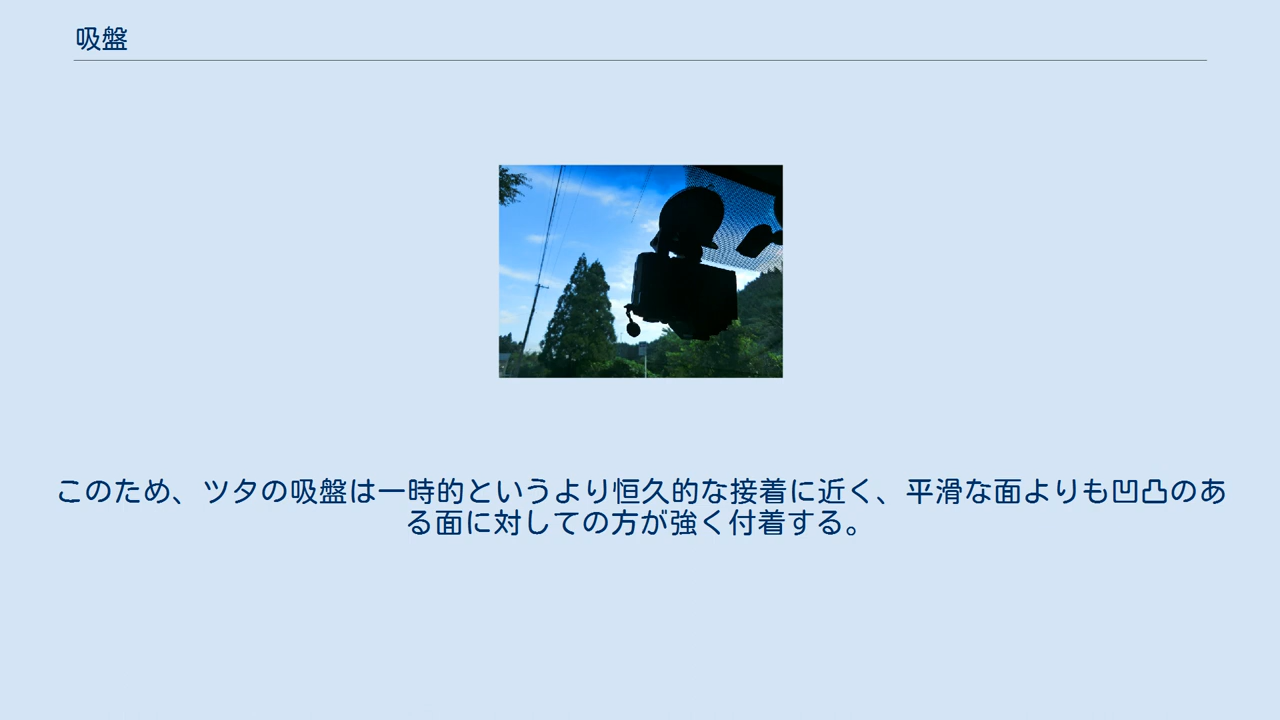 吸盤
このため、ツタの吸盤は一時的というより恒久的な接着に近く、平滑な面よりも凹凸のあ
る面に対しての方が強く付着する。